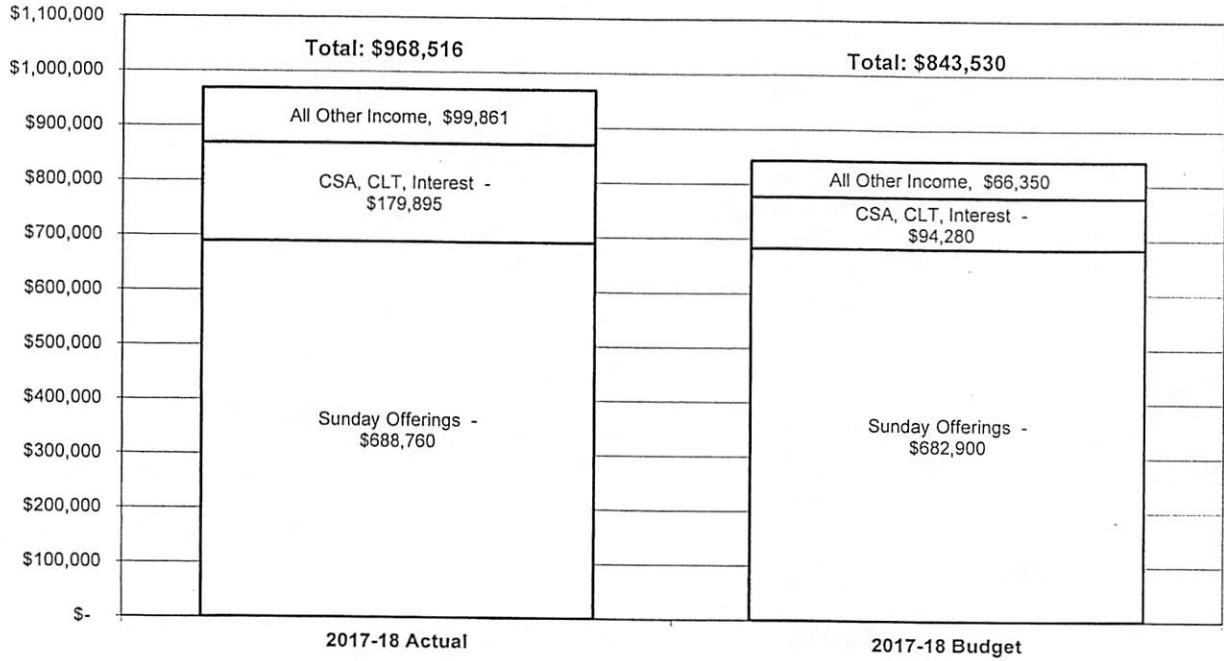 $1,100,000
$1,000,000
$900,000
$800,000
$700,000
$600,000
$500,000
$400,000
$300,000
$200,000
$100,000
$-
Total: $968,516
All Other Income, $99,861
CSA, CLT, Interest -
$179,895
Sunday Offerings -
$688,760
2017-18 Actual
Total: $843,530
All Other Income, $66,350
CSA, CLT, Interest -
$94,280
Sunday Offerings -
$682,900
2017-18 Budget